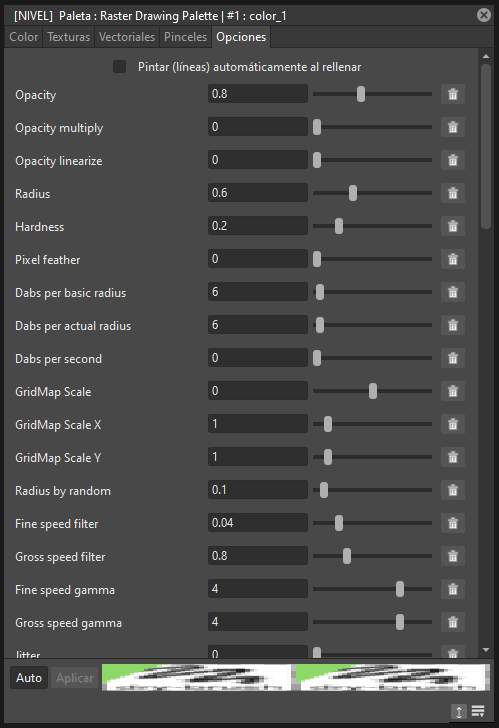 [NIVEL] Paleta : Raster Drawing Palette | #1 : color_1
Color Texturas Vectoriales Pinceles Opciones
Pintar (líneas) automáticamente al rellenar
Opacity 0.8
Opacity multiply 0
Opacity linearize 0
Radius 0.6
Hardness 0.2
Pixel feather 0
Dabs per basic radius 6
Dabs per actual radius 6
Dabs per second 0
GridMap Scale 0
GridMap Scale X 1
GridMap Scale Y 1
Radius by random 0.1
Fine speed filter 0.04
Gross speed filter 0.8
Fine speed gamma 4
Gross speed gamma 4
Jitter 0
Auto Aplicar